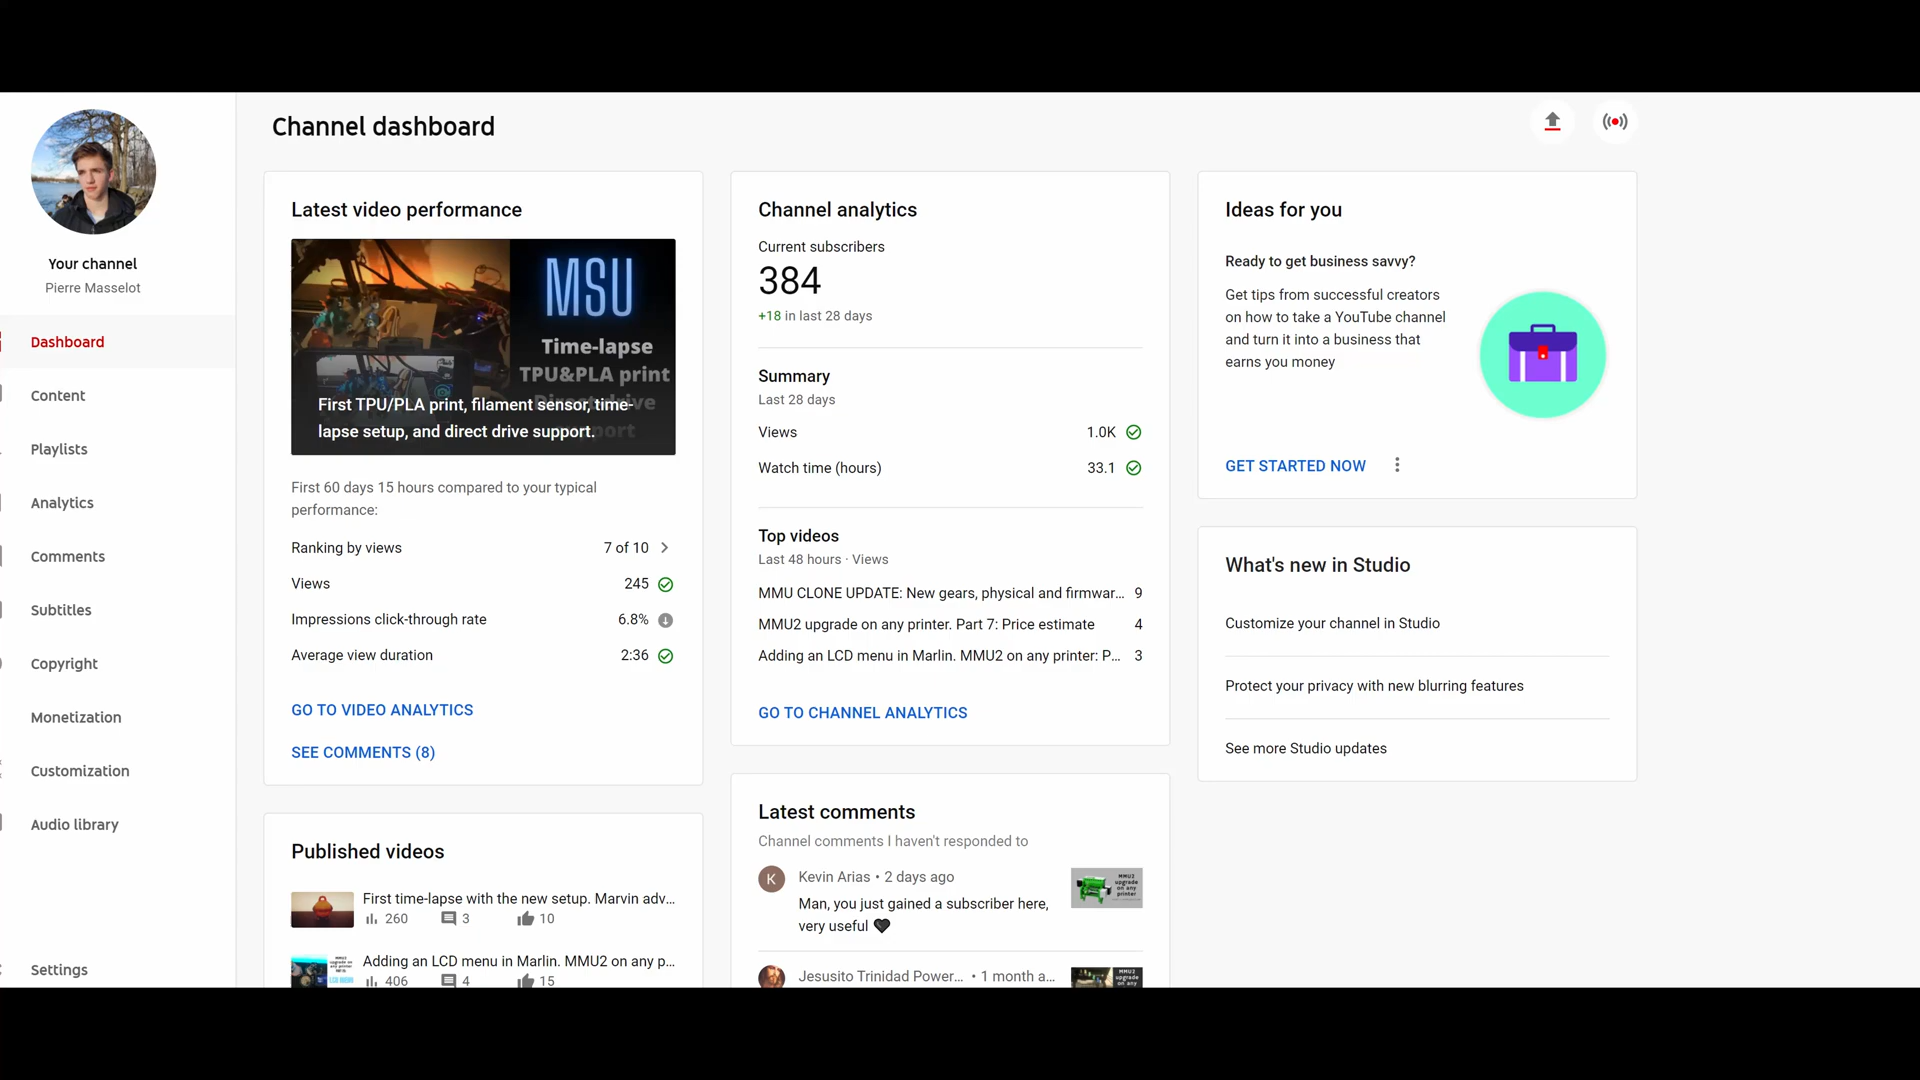 Channel dashboard
Your channel
Pierre Masselot
Dashboard
Content
Playlists
Analytics
Comments
Subtitles
Copyright
Monetization
Customization
Audio library
Settings
Latest video performance
MSU
Time-lapse
TPU&PLA print
Direct drive
support
First TPU/PLA print, filament sensor, time-
lapse setup, and direct drive support.
First 60 days 15 hours compared to your typical
performance:
Ranking by views 7 of 10
Views 245
Impressions click-through rate 6.8%
Average view duration 2:36
GO TO VIDEO ANALYTICS
SEE COMMENTS (8)
Published videos
First time-lapse with the new setup. Marvin adv...
260 3 10
Adding an LCD menu in Marlin. MMU2 on any p...
406 4 15
Channel analytics
Current subscribers
384
+18 in last 28 days
Summary
Last 28 days
Views 1.0K
Watch time (hours) 33.1
Top videos
Last 48 hours · Views
MMU CLONE UPDATE: New gears, physical and firmwar... 9
MMU2 upgrade on any printer. Part 7: Price estimate 4
Adding an LCD menu in Marlin. MMU2 on any printer: P... 3
GO TO CHANNEL ANALYTICS
Latest comments
Channel comments I haven't responded to
K
Kevin Arias • 2 days ago
Man, you just gained a subscriber here,
very useful 🖤
MMU2
upgrade
on any
printer
Jesusito Trinidad Power... • 1 month a...
MMU2
upgrade
on any
Ideas for you
Ready to get business savvy?
Get tips from successful creators
on how to take a YouTube channel
and turn it into a business that
earns you money
GET STARTED NOW
What's new in Studio
Customize your channel in Studio
Protect your privacy with new blurring features
See more Studio updates